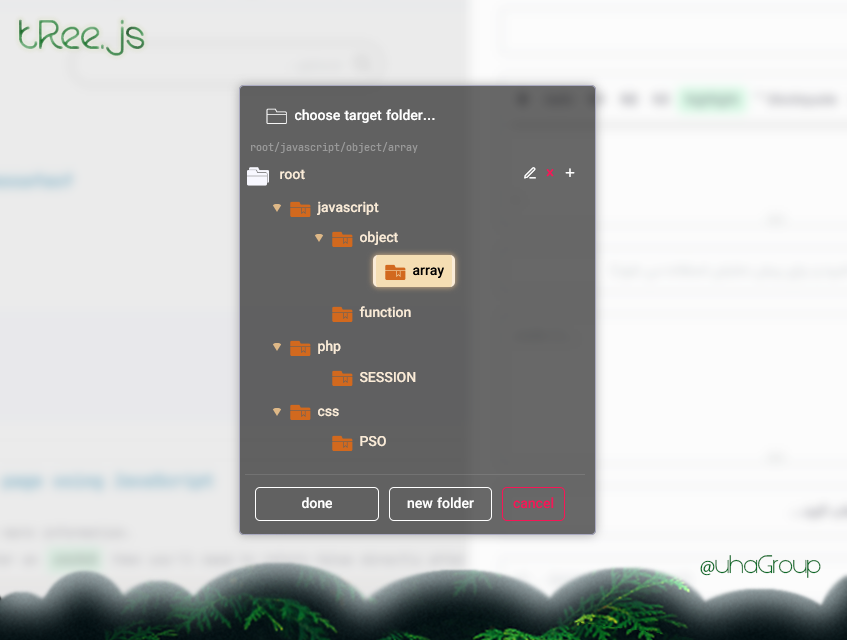 tRee.js
choose target folder...
root/javascript/object/array
root
javascript
object
array
function
php
SESSION
css
PSO
done
new folder
cancel
@uhaGroup